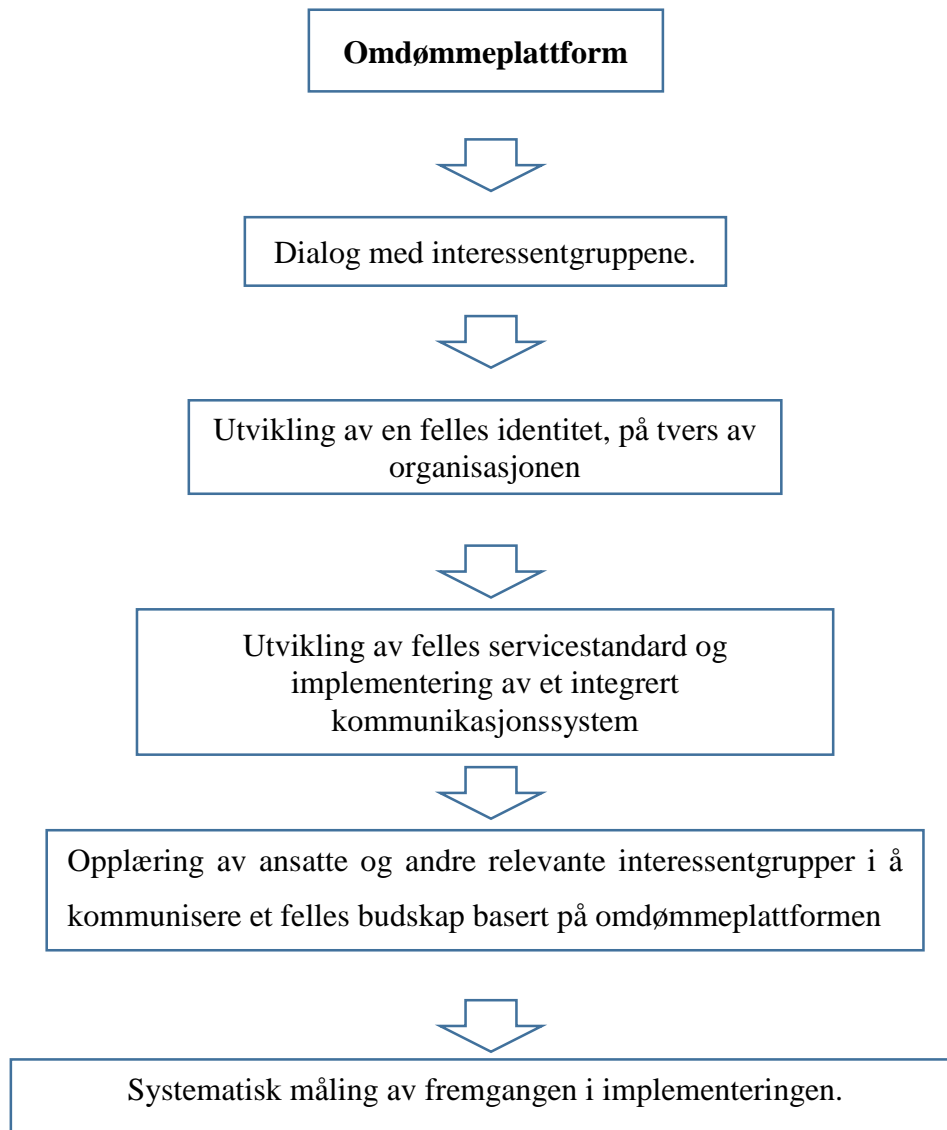 Omdømmeplattform
Dialog med interessentgruppene.
Utvikling av en felles identitet, på tvers av
organisasjonen
Utvikling av felles servicestandard og
implementering av et integrert
kommunikasjonssystem
Opplæring av ansatte og andre relevante interessentgrupper i å
kommunisere et felles budskap basert på omdømmeplattformen
Systematisk måling av fremgangen i implementeringen.